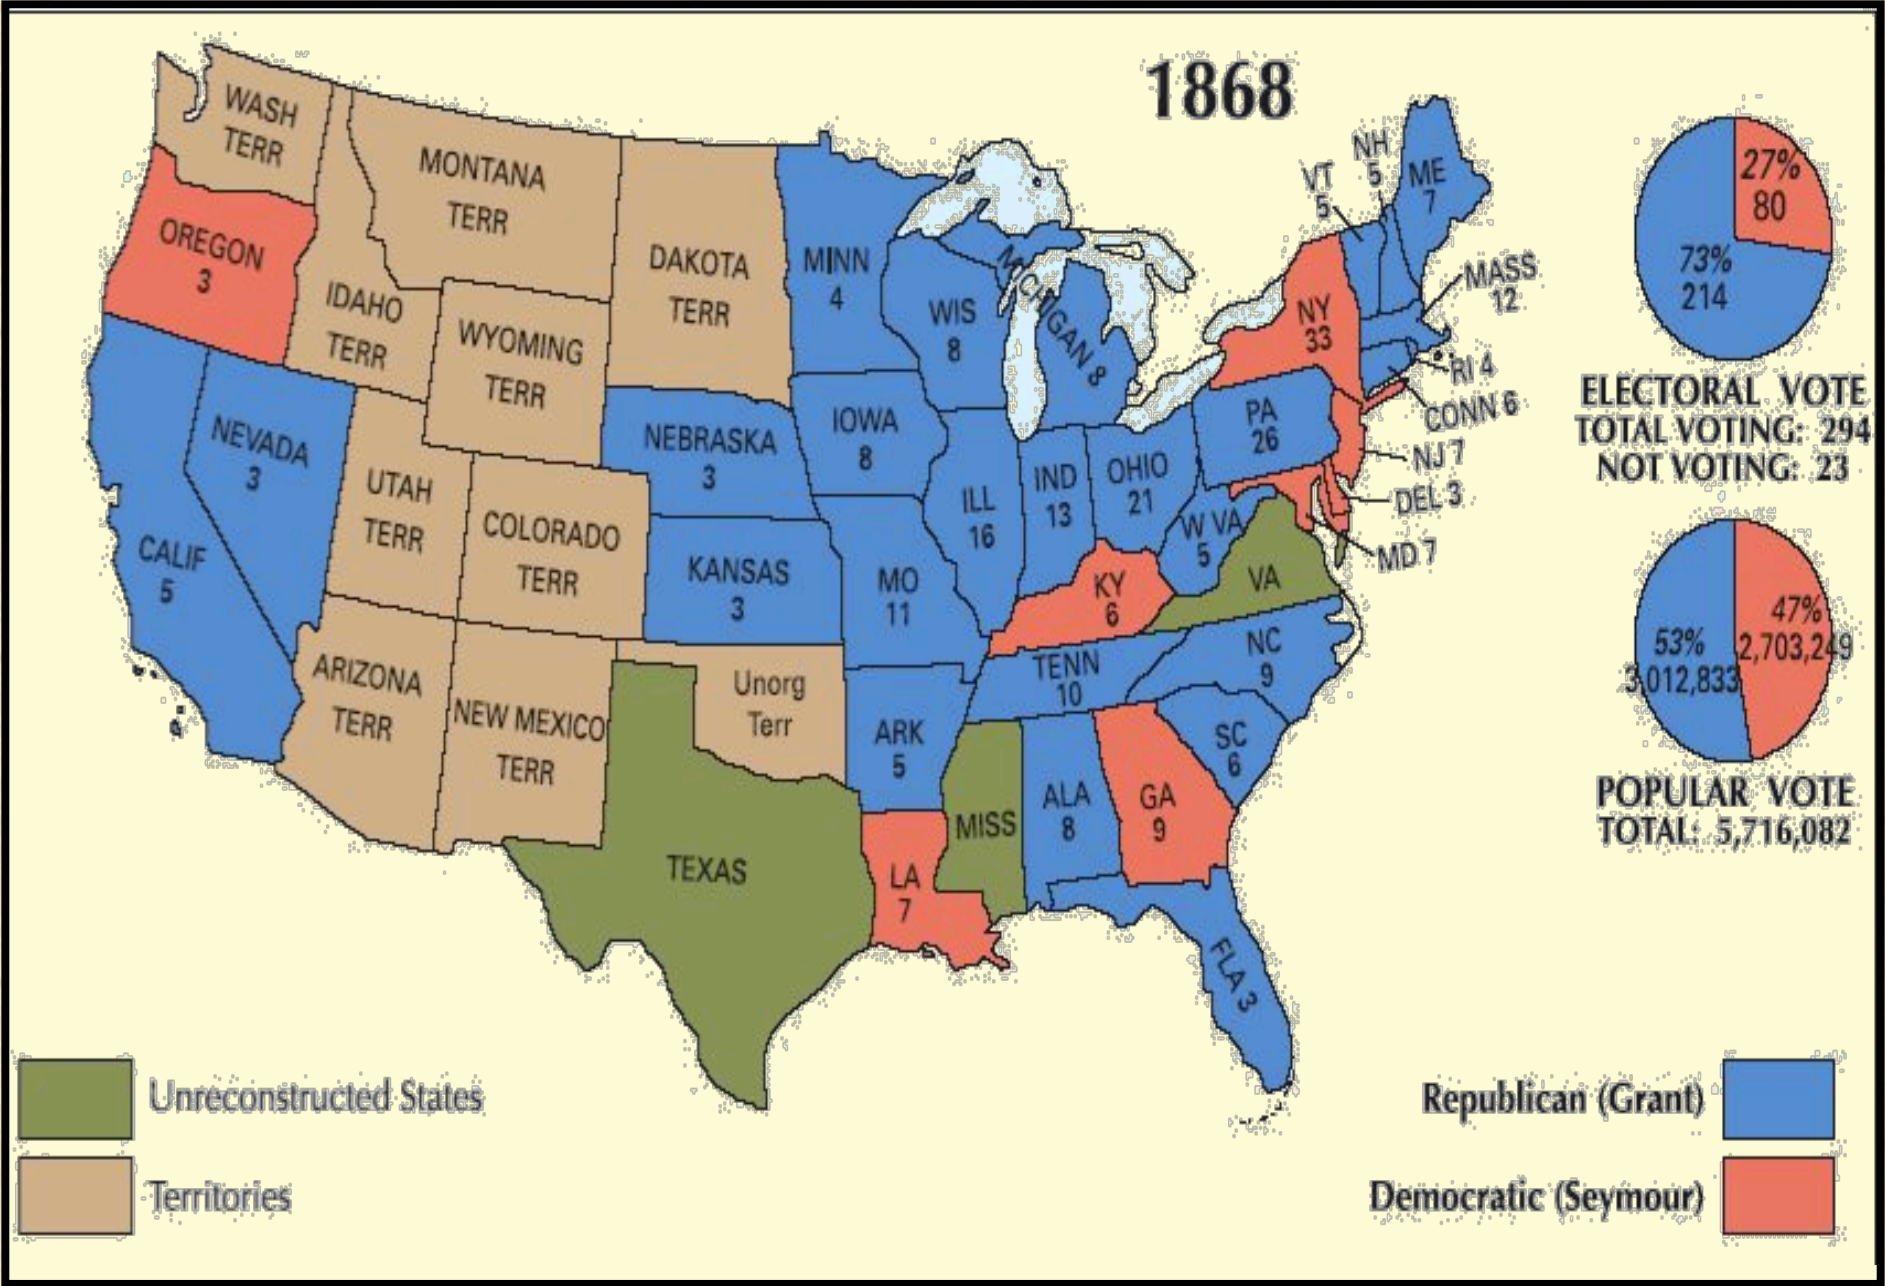 1868
WASH
TERR
MONTANA
TERR
OREGON
3
IDAHO
TERR
WYOMING
TERR
DAKOTA
TERR
MINN
4
WIS
8
MICHIGAN 8
VT
5
NH
5
ME
7
MASS
12
NY
33
RI 4
CONN 6
NJ 7
DEL 3
MD 7
PA
26
NEVADA
3
CALIF
5
UTAH
TERR
COLORADO
TERR
NEBRASKA
3
KANSAS
3
IOWA
8
MO
11
ILL
16
IND
13
OHIO
21
W VA
5
VA
KY
6
TENN
10
NC
9
SC
6
ARIZONA
TERR
NEW MEXICO
TERR
Unorg
Terr
TEXAS
ARK
5
LA
7
MISS
ALA
8
GA
9
FLA 3
27%
80
73%
214
ELECTORAL VOTE
TOTAL VOTING: 294
NOT VOTING: 23
47%
2,703,249
53%
3,012,833
POPULAR VOTE
TOTAL: 5,716,082
Unreconstructed States
Territories
Republican (Grant)
Democratic (Seymour)